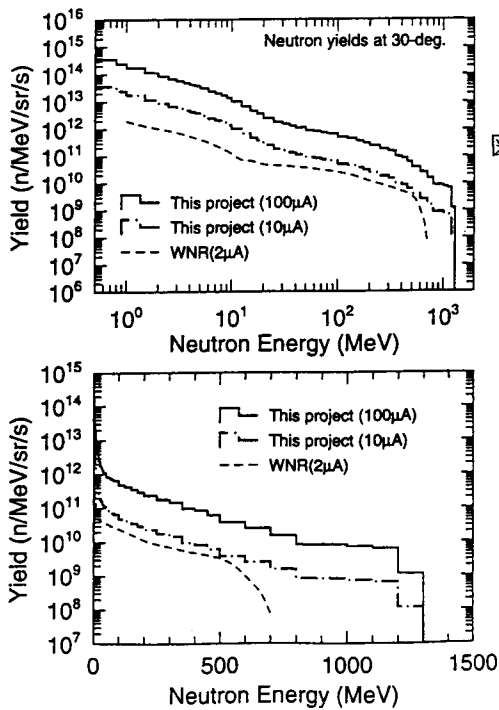 10^16
10^15
10^14
10^13
10^12
10^11
10^10
10^9
10^8
10^7
10^6
Yield (n/MeV/sr/s)
Neutron yields at 30-deg.
This project (100μA)
This project (10μA)
WNR(2μA)
10^0 10^1 10^2 10^3
Neutron Energy (MeV)
10^15
10^14
10^13
10^12
10^11
10^10
10^9
10^8
10^7
Yield (n/MeV/sr/s)
This project (100μA)
This project (10μA)
WNR(2μA)
0 500 1000 1500
Neutron Energy (MeV)